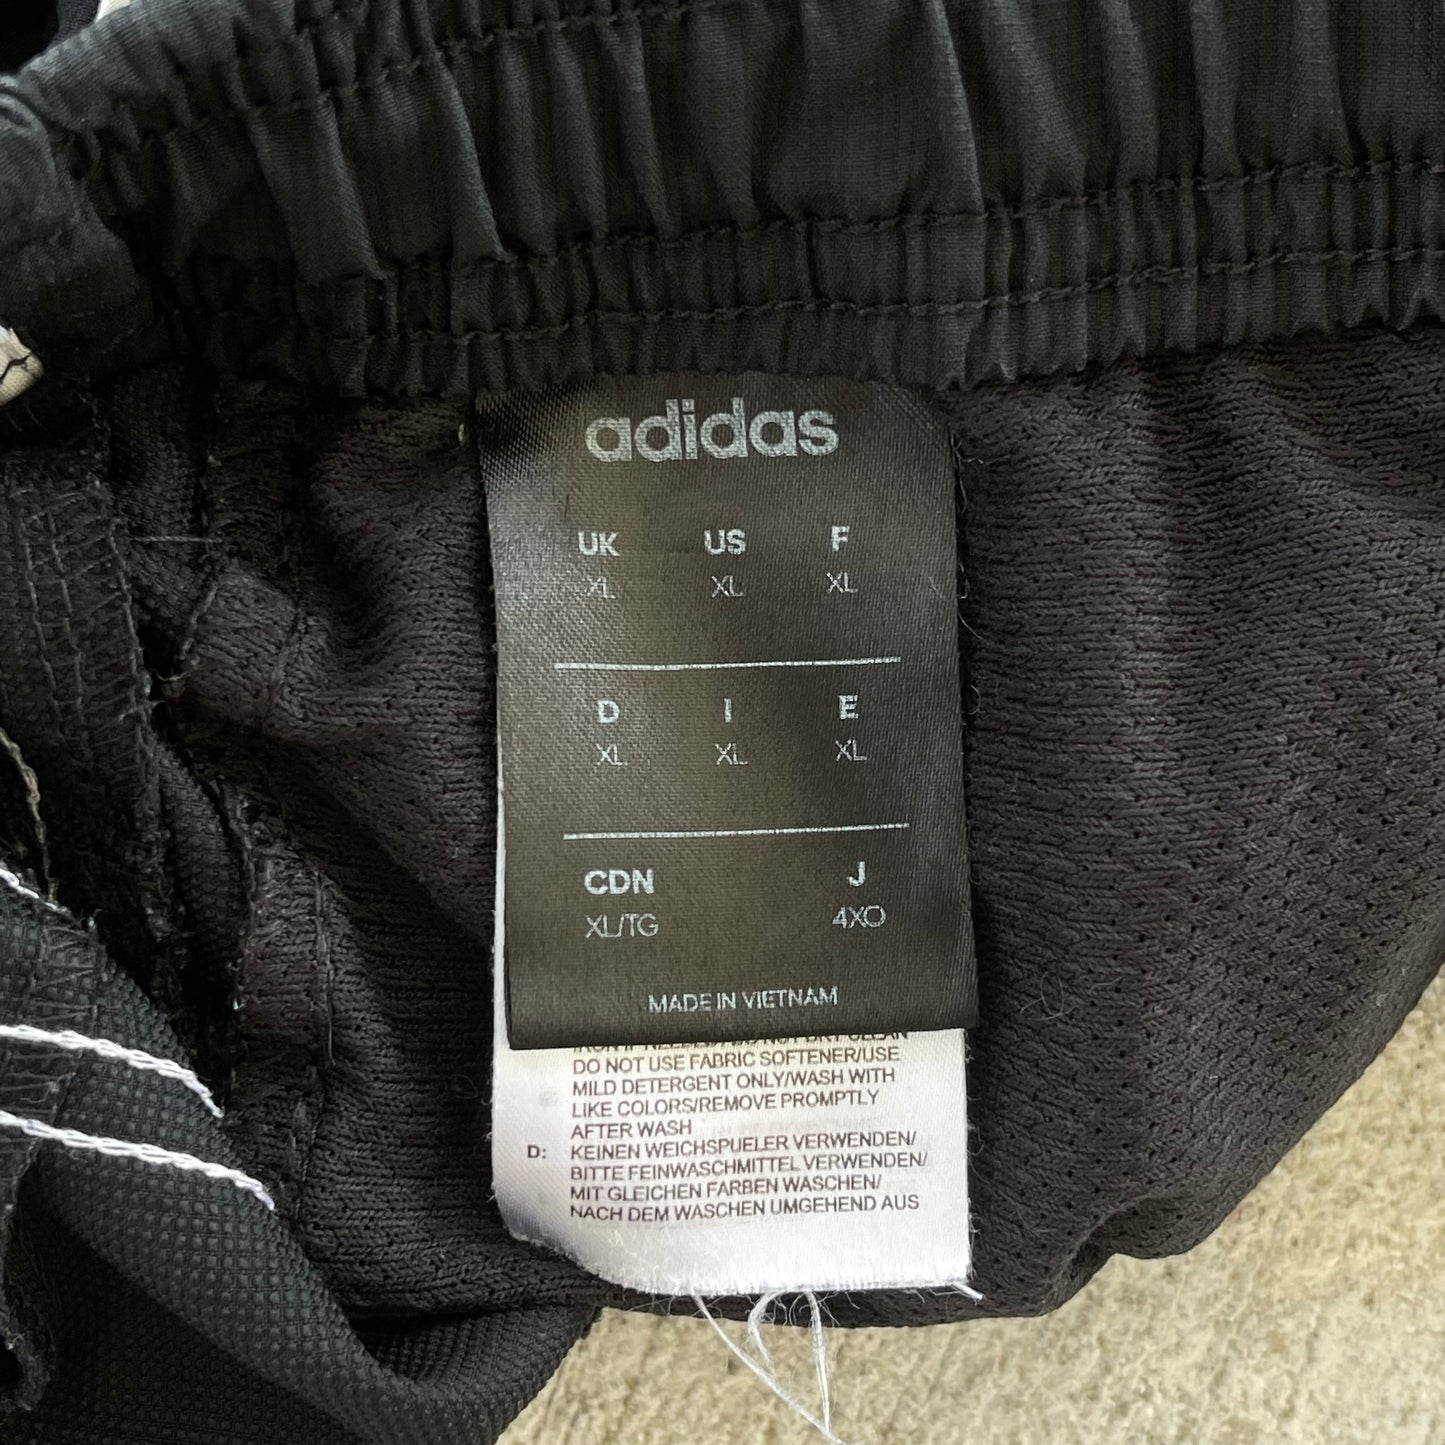 adidas
UK US F
XL XL XL
D I E
XL XL XL
CDN J
XL/TG 4XO
MADE IN VIETNAM
DO NOT USE FABRIC SOFTENER/USE
MILD DETERGENT ONLY/WASH WITH
LIKE COLORS/REMOVE PROMPTLY
AFTER WASH
D: KEINEN WEICHSPUELER VERWENDEN/
BITTE FEINWASCHMITTEL VERWENDEN/
MIT GLEICHEN FARBEN WASCHEN/
NACH DEM WASCHEN UMGEHEND AUS